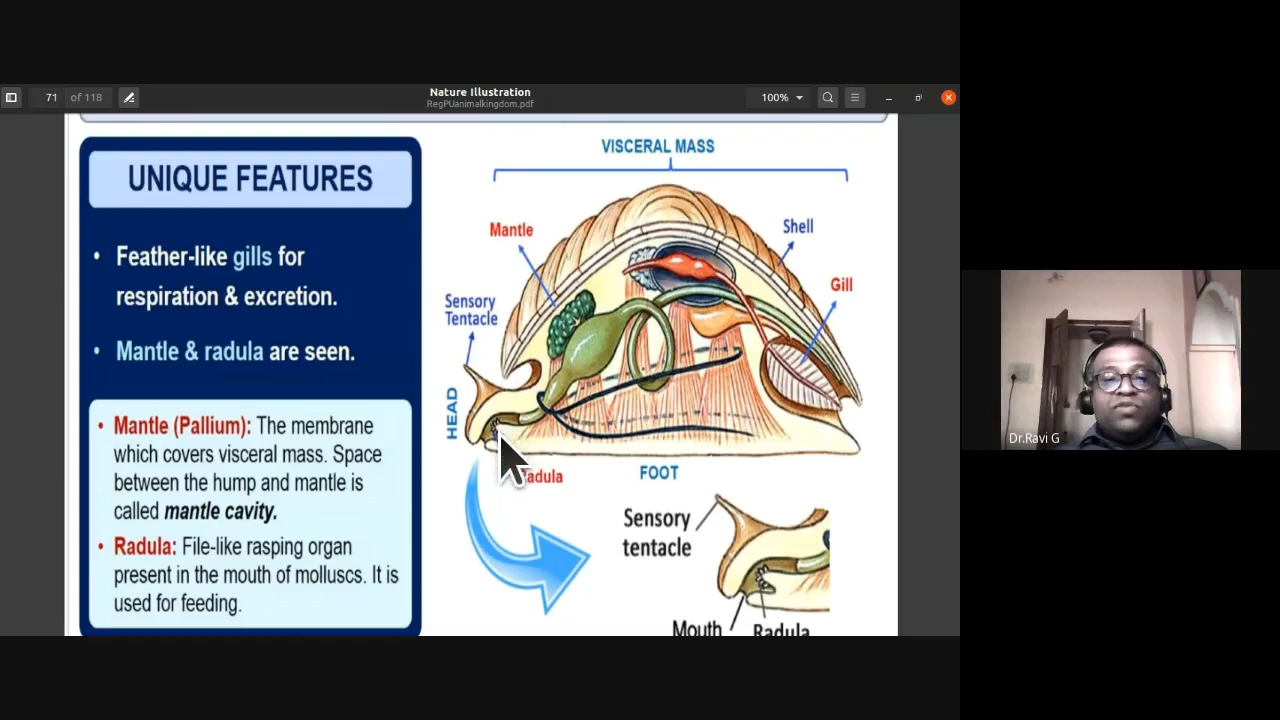 71 of 118
Nature Illustration
RegPUanimalkingdom.pdf
100%
UNIQUE FEATURES
• Feather-like gills for
respiration & excretion.
• Mantle & radula are seen.
• Mantle (Pallium): The membrane
which covers visceral mass. Space
between the hump and mantle is
called mantle cavity.
• Radula: File-like rasping organ
present in the mouth of molluscs. It is
used for feeding.
VISCERAL MASS
Mantle
Shell
Gill
Sensory
Tentacle
HEAD
adula
FOOT
Sensory
tentacle
Mouth
Radula
Dr.Ravi G